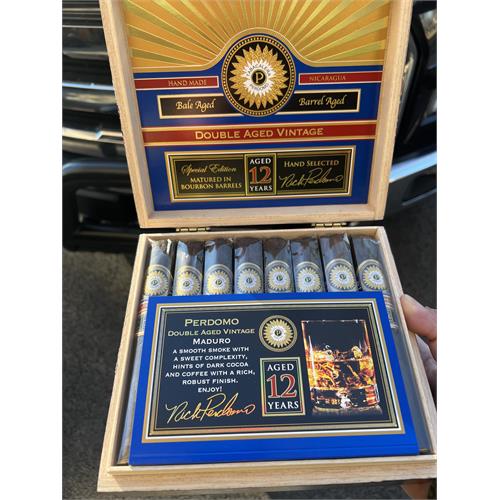 P
HAND MADE
NICARAGUA
Bale Aged
Barrel Aged
DOUBLE AGED VINTAGE
Special Edition
MATURED IN
BOURBON BARRELS
AGED
12
YEARS
HAND SELECTED
Nick Perdomo
PERDOMO
DOUBLE AGED VINTAGE
MADURO
A SMOOTH SMOKE WITH
A SWEET COMPLEXITY,
HINTS OF DARK COCOA
AND COFFEE WITH A RICH,
ROBUST FINISH.
ENJOY!
Nick Perdomo
P
AGED
12
YEARS